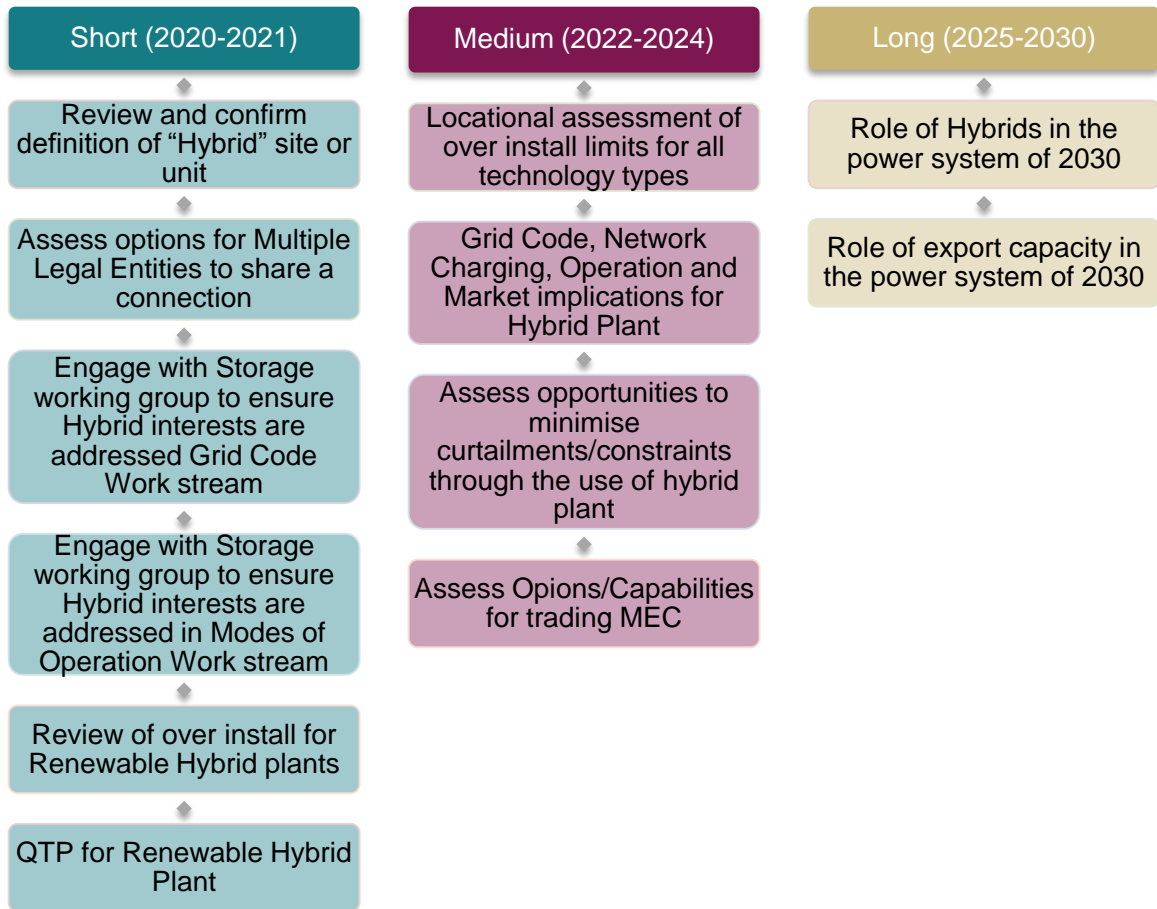 Short (2020-2021)
Review and confirm
definition of “Hybrid” site or
unit
Assess options for Multiple
Legal Entities to share a
connection
Engage with Storage
working group to ensure
Hybrid interests are
addressed Grid Code
Work stream
Engage with Storage
working group to ensure
Hybrid interests are
addressed in Modes of
Operation Work stream
Review of over install for
Renewable Hybrid plants
QTP for Renewable Hybrid
Plant
Medium (2022-2024)
Locational assessment of
over install limits for all
technology types
Grid Code, Network
Charging, Operation and
Market implications for
Hybrid Plant
Assess opportunities to
minimise
curtailments/constraints
through the use of hybrid
plant
Assess Opions/Capabilities
for trading MEC
Long (2025-2030)
Role of Hybrids in the
power system of 2030
Role of export capacity in
the power system of 2030